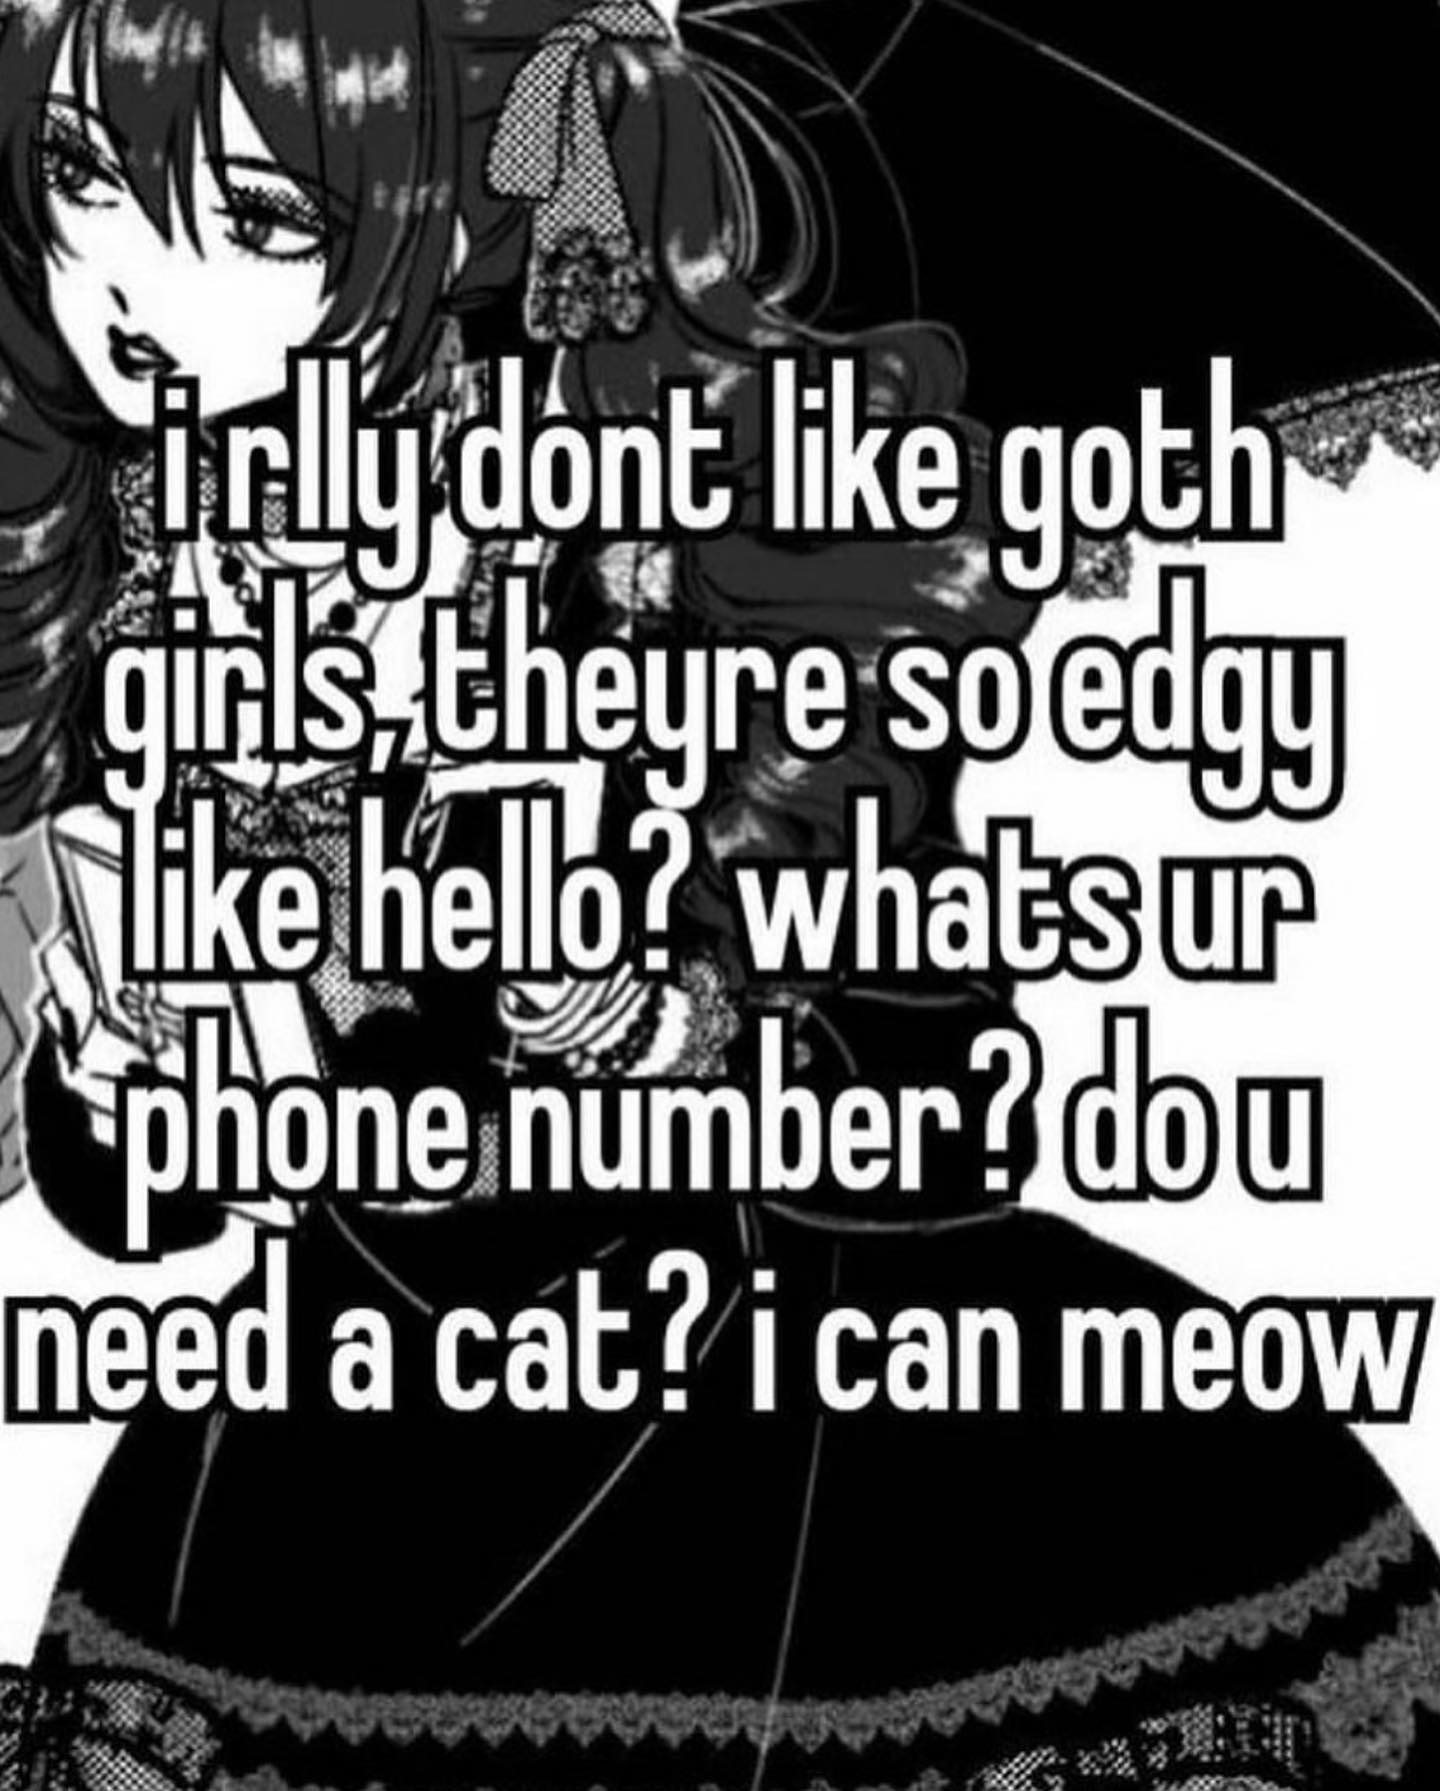 i rlly dont like goth
girls, theyre so edgy
like hello? whats ur
phone number? do u
need a cat? i can meow